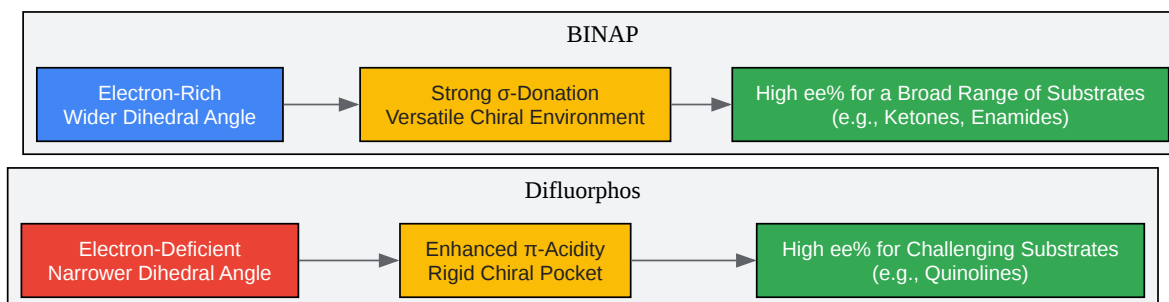 BINAP
Electron-Rich
Wider Dihedral Angle
Strong σ-Donation
Versatile Chiral Environment
High ee% for a Broad Range of Substrates
(e.g., Ketones, Enamides)
Difluorphos
Electron-Deficient
Narrower Dihedral Angle
Enhanced π-Acidity
Rigid Chiral Pocket
High ee% for Challenging Substrates
(e.g., Quinolines)